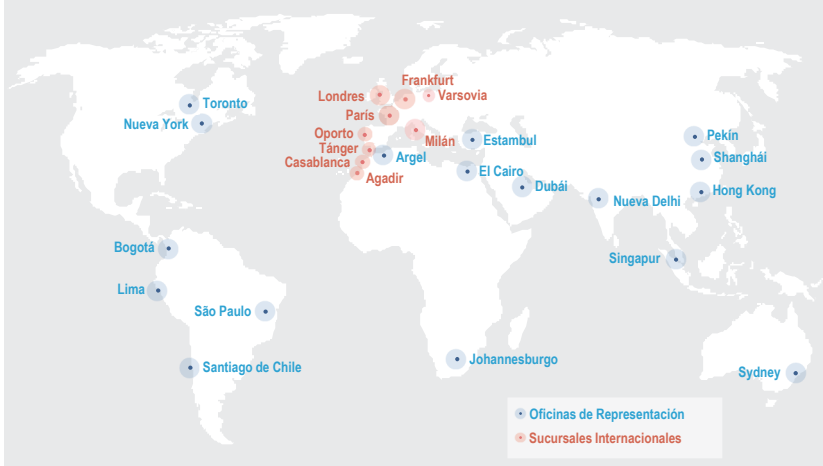 Frankfurt
Londres
Varsovia
Toronto
París
Nueva York
Oporto
Milán
Estambul
Pekín
Tánger
Argel
Shanghái
Casablanca
El Cairo
Agadir
Dubái
Hong Kong
Nueva Delhi
Bogotá
Singapur
Lima
São Paulo
Johannesburgo
Santiago de Chile
Sydney
Oficinas de Representación
Sucursales Internacionales